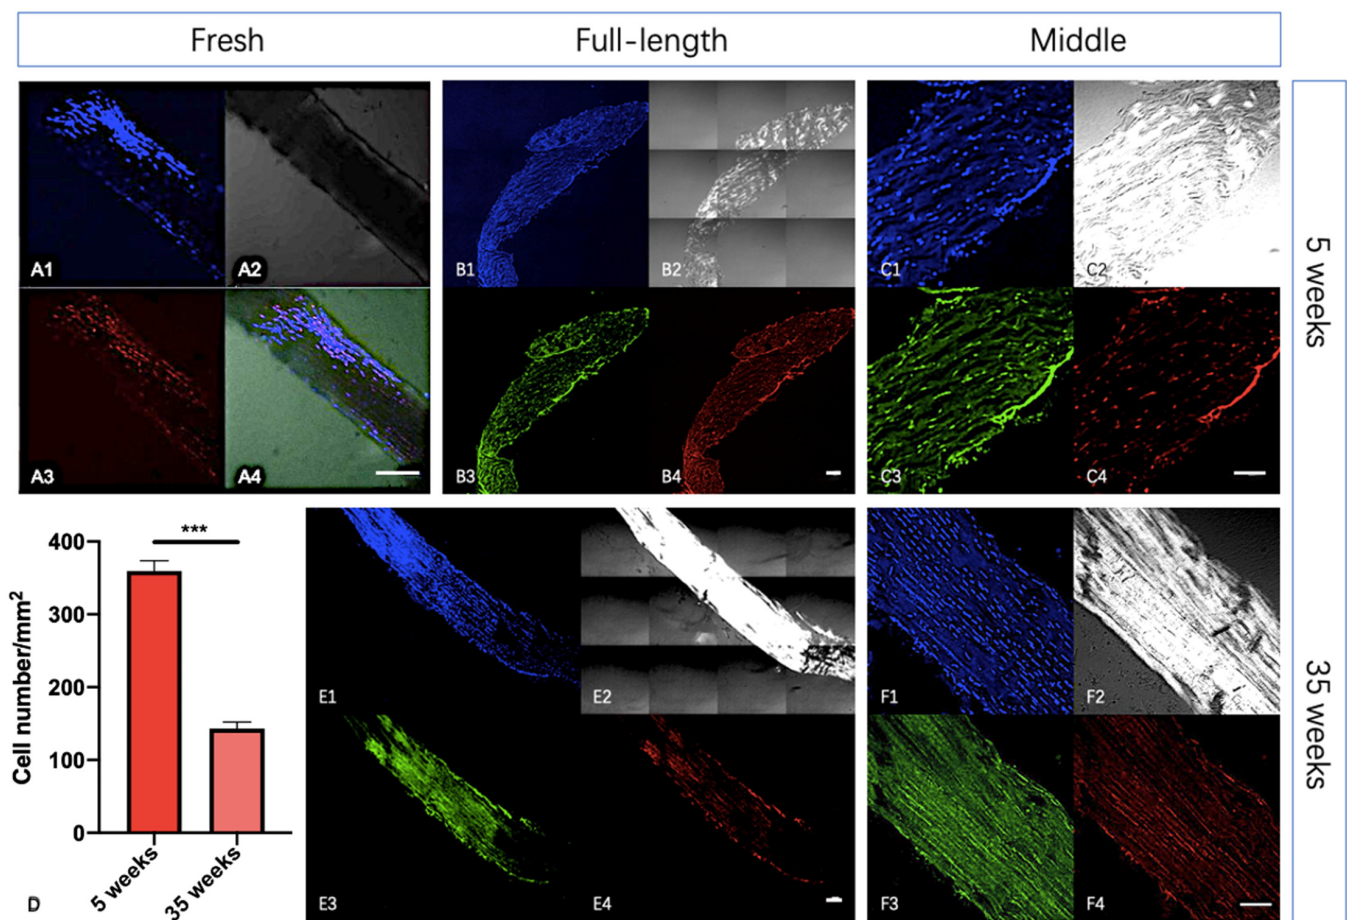 Fresh Full-length Middle
A1 A2 B1 B2 C1 C2
5 weeks
A3 A4 B3 B4 C3 C4
***
400
300
200
100
0
Cell number/mm²
5 weeks
35 weeks
D
E1 E2 F1 F2
35 weeks
E3 E4 F3 F4